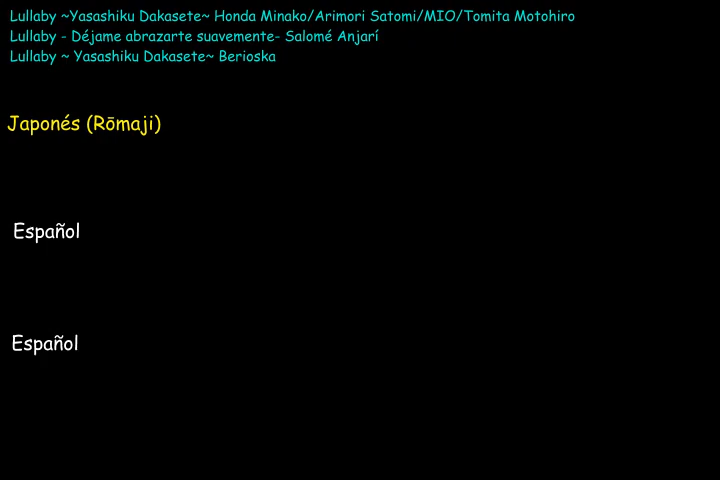 Lullaby ~Yasashiku Dakasete~ Honda Minako/Arimori Satomi/MIO/Tomita Motohiro
Lullaby - Déjame abrazarte suavemente- Salomé Anjarí
Lullaby ~ Yasashiku Dakasete~ Berioska
Japonés (Rōmaji)
Español
Español